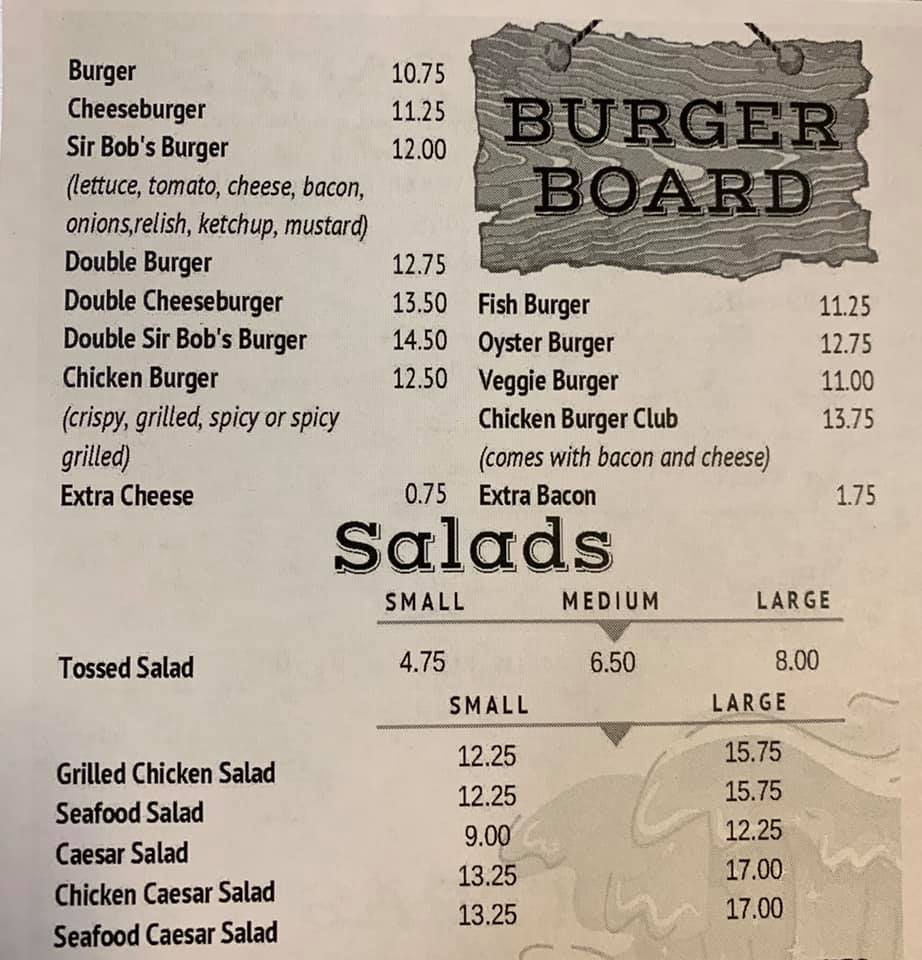 BURGER
BOARD
Burger 10.75
Cheeseburger 11.25
Sir Bob's Burger 12.00
(lettuce, tomato, cheese, bacon,
onions,relish, ketchup, mustard)
Double Burger 12.75
Double Cheeseburger 13.50
Double Sir Bob's Burger 14.50
Chicken Burger 12.50
(crispy, grilled, spicy or spicy
grilled)
Extra Cheese 0.75
Fish Burger 11.25
Oyster Burger 12.75
Veggie Burger 11.00
Chicken Burger Club 13.75
(comes with bacon and cheese)
Extra Bacon 1.75
Salads
SMALL MEDIUM LARGE
Tossed Salad 4.75 6.50 8.00
SMALL LARGE
Grilled Chicken Salad 12.25 15.75
Seafood Salad 12.25 15.75
Caesar Salad 9.00 12.25
Chicken Caesar Salad 13.25 17.00
Seafood Caesar Salad 13.25 17.00